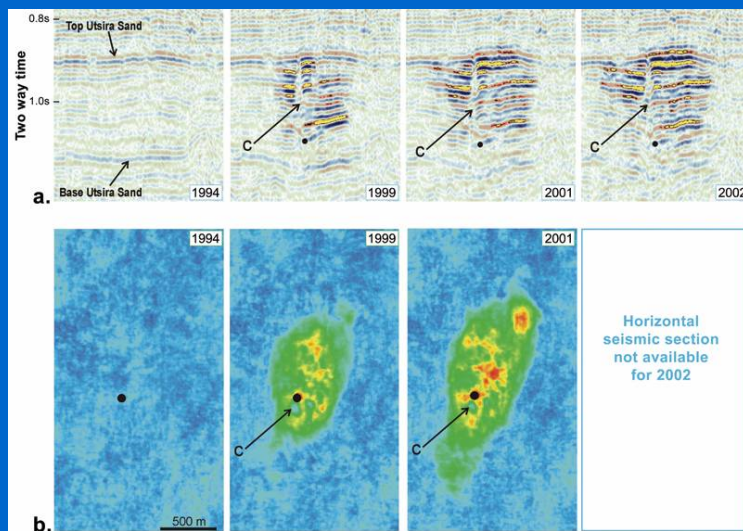 0.8s
Top Utsira Sand
Two way time
1.0s
C
C
C
Base Utsira Sand
a.
1994
1999
2001
2002
1994
1999
2001
Horizontal
seismic section
not available
for 2002
C
C
b.
500 m